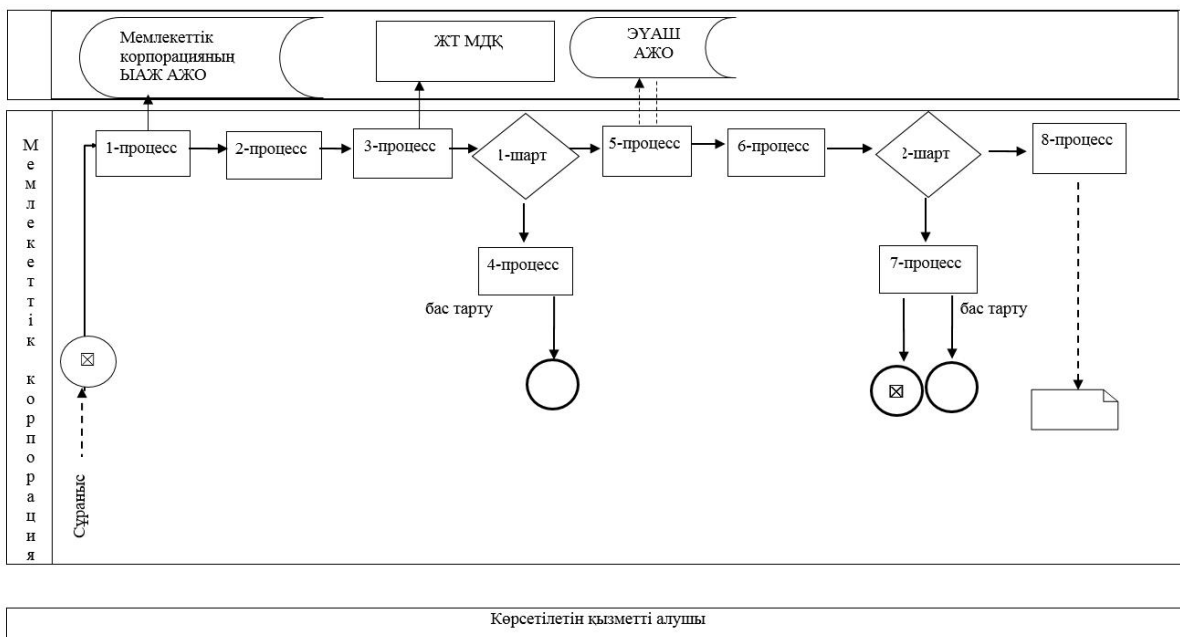 Мемлекеттік
корпорацияның
ЫАЖ АЖО
ЖТ МДҚ
ЭҮАШ
АЖО
Мемлекеттік корпорация
1-процесс
2-процесс
3-процесс
1-шарт
5-процесс
6-процесс
2-шарт
8-процесс
4-процесс
7-процесс
бас тарту
бас тарту
Сұраныс
Көрсетілетін қызметті алушы